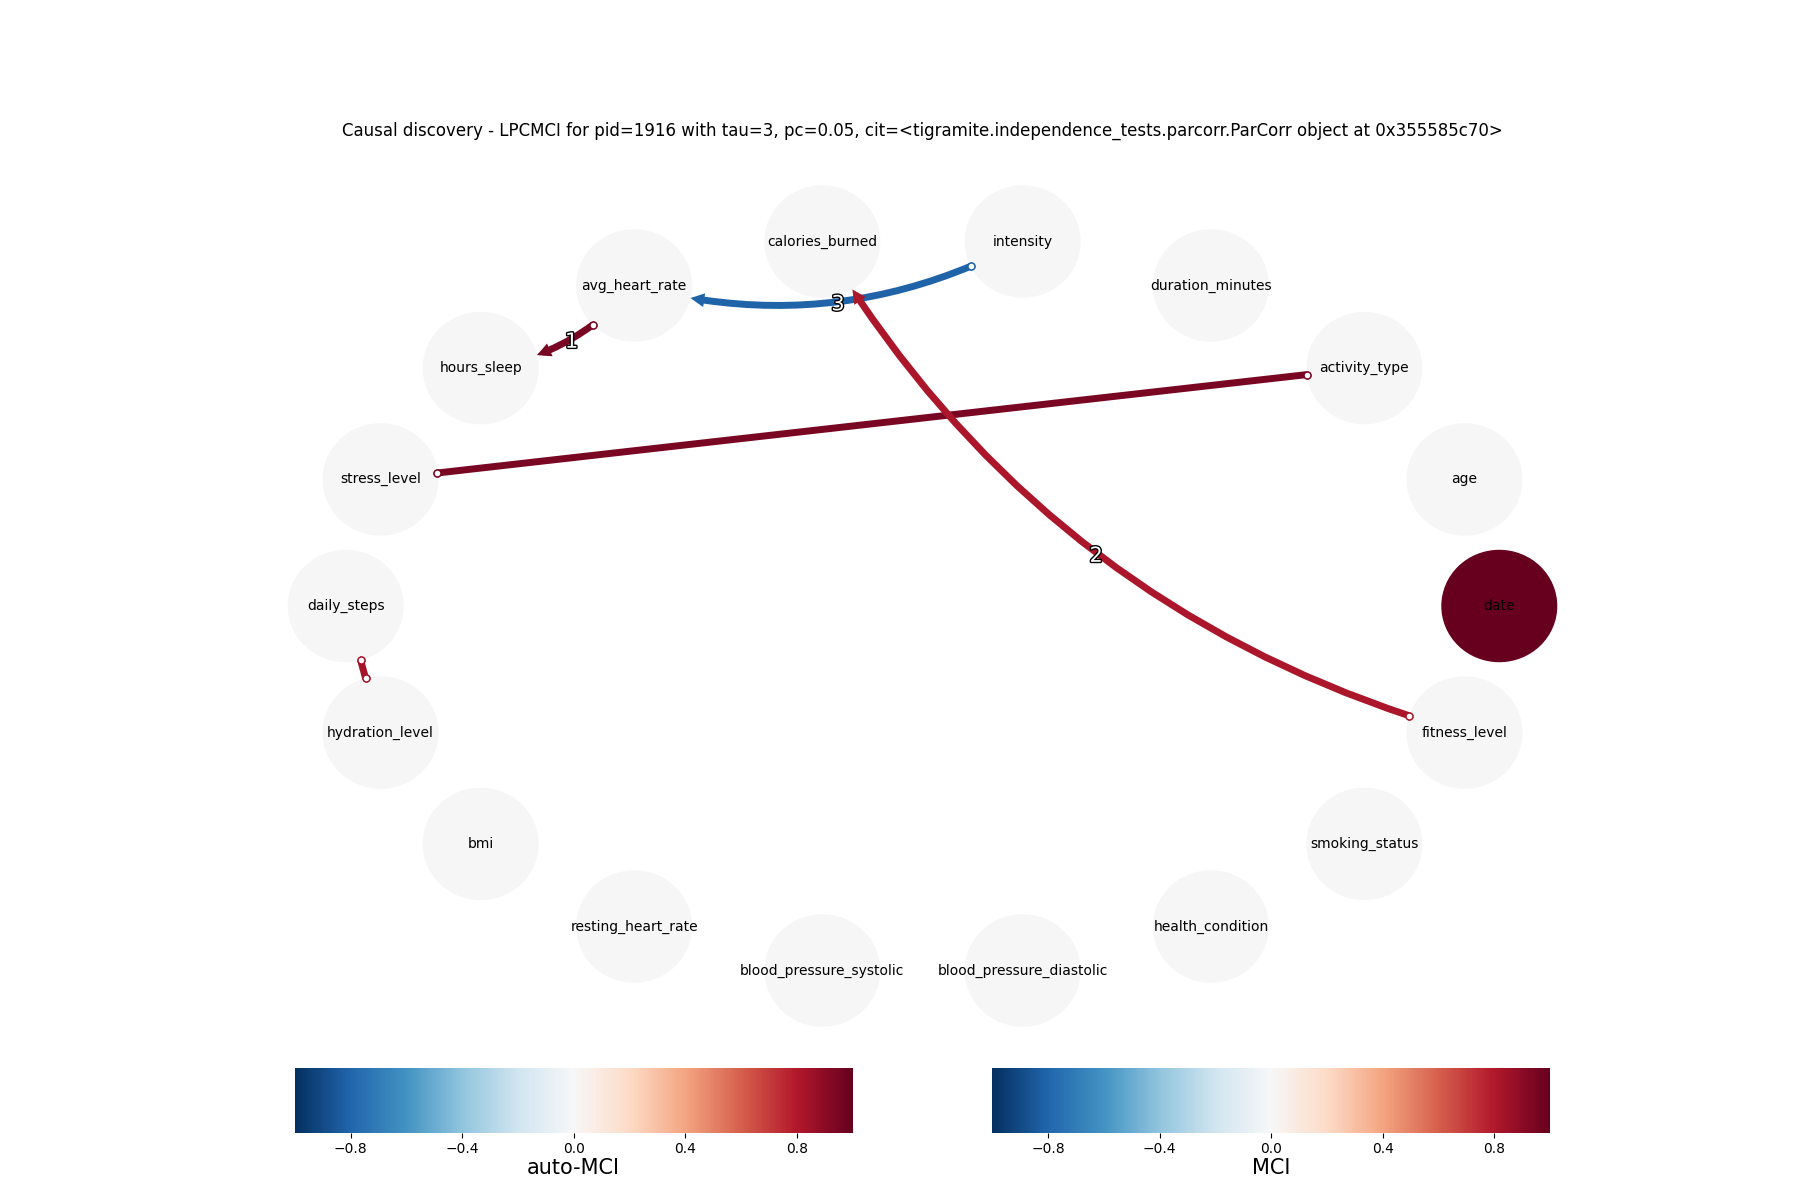 Causal discovery - LPCMCI for pid=1916 with tau=3, pc=0.05, cit=<tigramite.independence_tests.parcorr.ParCorr object at 0x355585c70>
calories_burned
intensity
avg_heart_rate
duration_minutes
3
1
hours_sleep
activity_type
stress_level
age
2
daily_steps
date
hydration_level
fitness_level
bmi
smoking_status
resting_heart_rate
health_condition
blood_pressure_systolic
blood_pressure_diastolic
−0.8 −0.4 0.0 0.4 0.8
auto-MCI
−0.8 −0.4 0.0 0.4 0.8
MCI